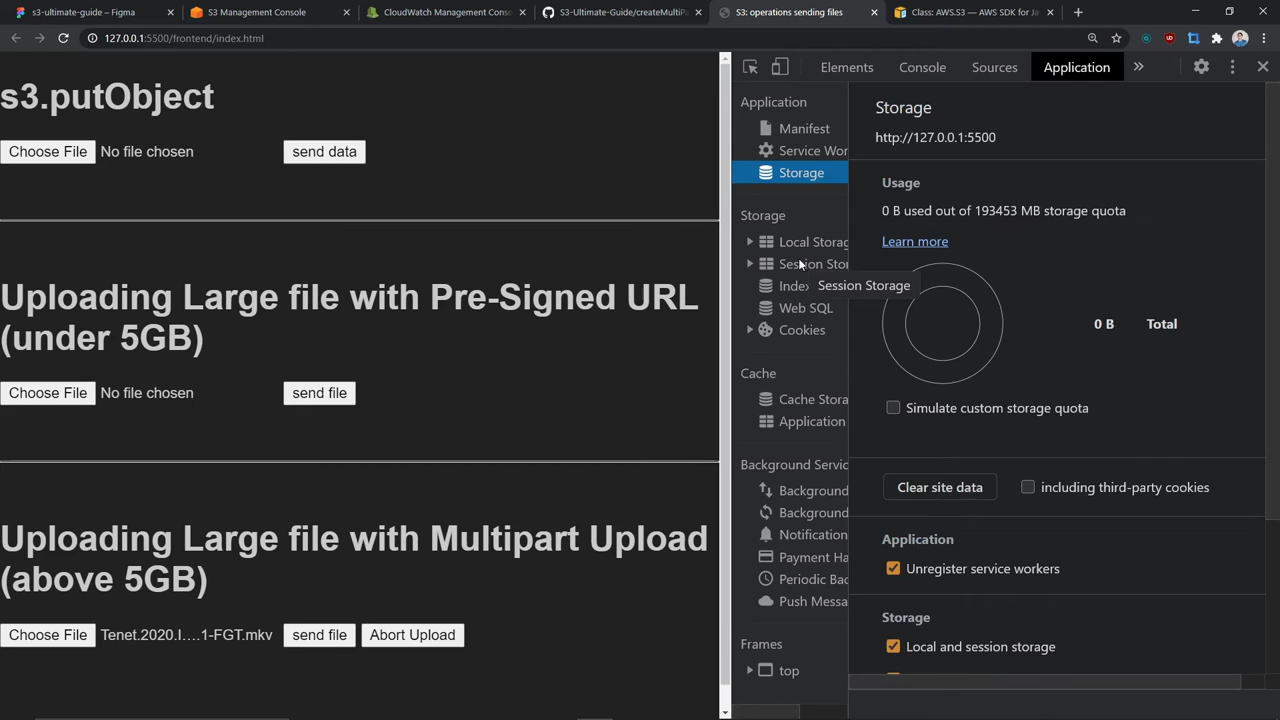 s3-ultimate-guide – Figma
S3 Management Console
CloudWatch Management Cons
S3-Ultimate-Guide/createMultiPa
S3: operations sending files
Class: AWS.S3 — AWS SDK for Ja
127.0.0.1:5500/frontend/index.html
s3.putObject
Choose File No file chosen send data
Uploading Large file with Pre-Signed URL
(under 5GB)
Choose File No file chosen send file
Uploading Large file with Multipart Upload
(above 5GB)
Choose File Tenet.2020.I….1-FGT.mkv send file Abort Upload
Elements Console Sources Application »
Application
Manifest
Service Wor
Storage
Storage
Local Storag
Session Stor
Index
Session Storage
Web SQL
Cookies
Cache
Cache Stora
Application
Background Servic
Background
Background
Notification
Payment Ha
Periodic Bac
Push Messa
Frames
top
Storage
http://127.0.0.1:5500
Usage
0 B used out of 193453 MB storage quota
Learn more
0 B Total
Simulate custom storage quota
Clear site data including third-party cookies
Application
Unregister service workers
Storage
Local and session storage